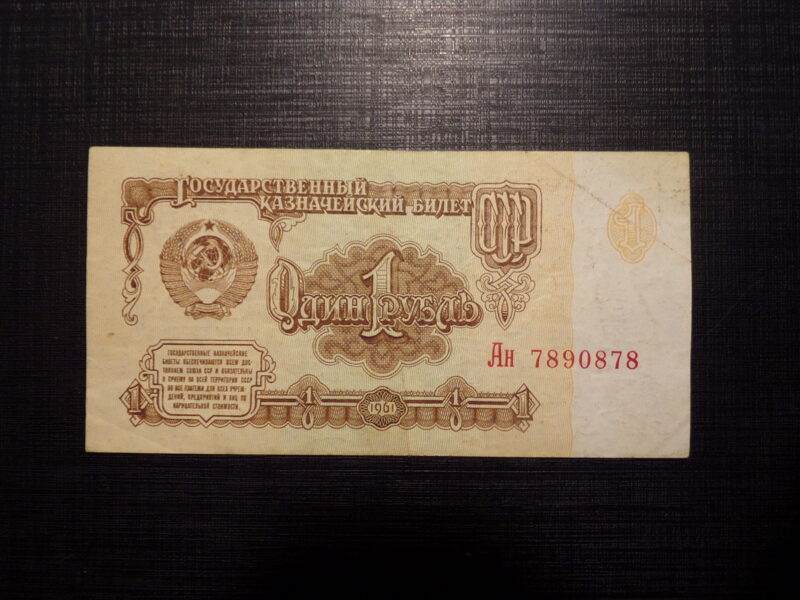 ГОСУДАРСТВЕННЫЙ
КАЗНАЧЕЙСКИЙ БИЛЕТ
СССР
1
ОДИН 1 РУБЛЬ
Ан 7890878
ГОСУДАРСТВЕННЫЕ КАЗНАЧЕЙСКИЕ
БИЛЕТЫ ОБЕСПЕЧИВАЮТСЯ ВСЕМ ДОС-
ТОЯНИЕМ СОЮЗА ССР И ОБЯЗАТЕЛЬНЫ
К ПРИЕМУ НА ВСЕЙ ТЕРРИТОРИИ СССР
ВО ВСЕ ПЛАТЕЖИ ДЛЯ ВСЕХ УЧРЕЖ-
ДЕНИЙ, ПРЕДПРИЯТИЙ И ЛИЦ ПО
НАРИЦАТЕЛЬНОЙ СТОИМОСТИ.
1 1 1961 1 1